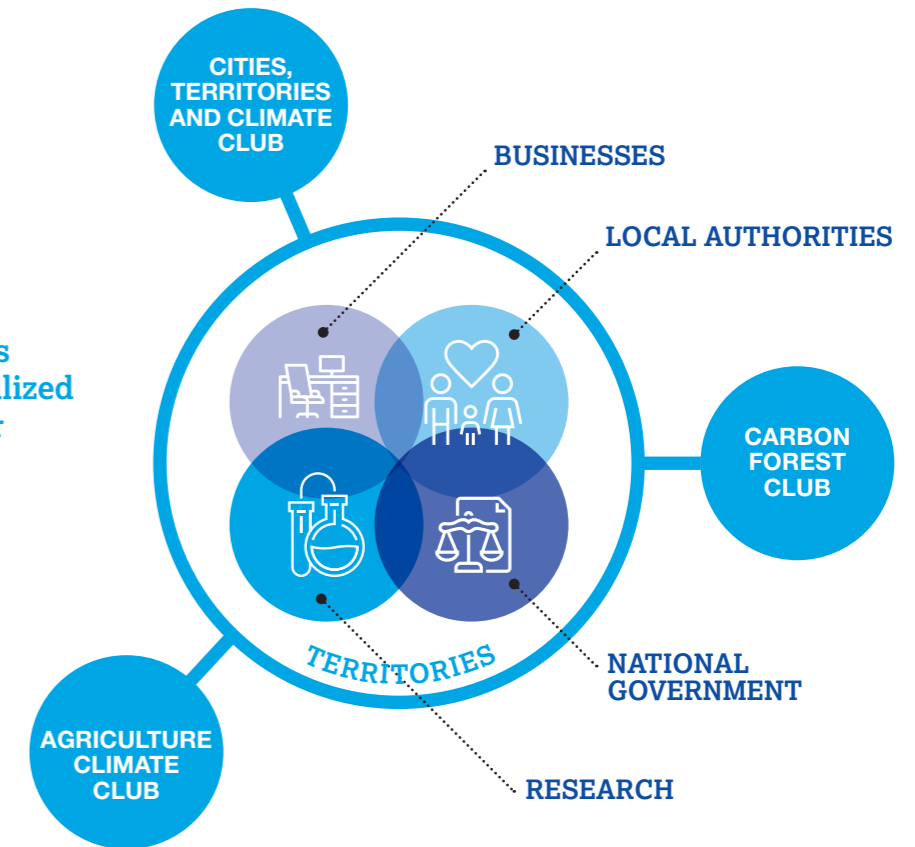 CITIES,
TERRITORIES
AND CLIMATE
CLUB
BUSINESSES
LOCAL AUTHORITIES
CARBON
FOREST
CLUB
TERRITORIES
NATIONAL
GOVERNMENT
AGRICULTURE
CLIMATE
CLUB
RESEARCH